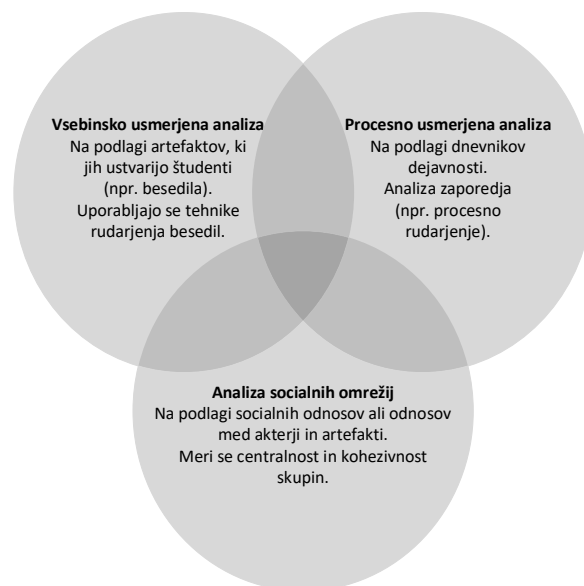 Vsebinsko usmerjena analiza
Na podlagi artefaktov, ki
jih ustvarijo študenti
(npr. besedila).
Uporabljajo se tehnike
rudarjenja besedil.
Procesno usmerjena analiza
Na podlagi dnevnikov
dejavnosti.
Analiza zaporedja
(npr. procesno
rudarjenje).
Analiza socialnih omrežij
Na podlagi socialnih odnosov ali odnosov
med akterji in artefakti.
Meri se centralnost in kohezivnost
skupin.